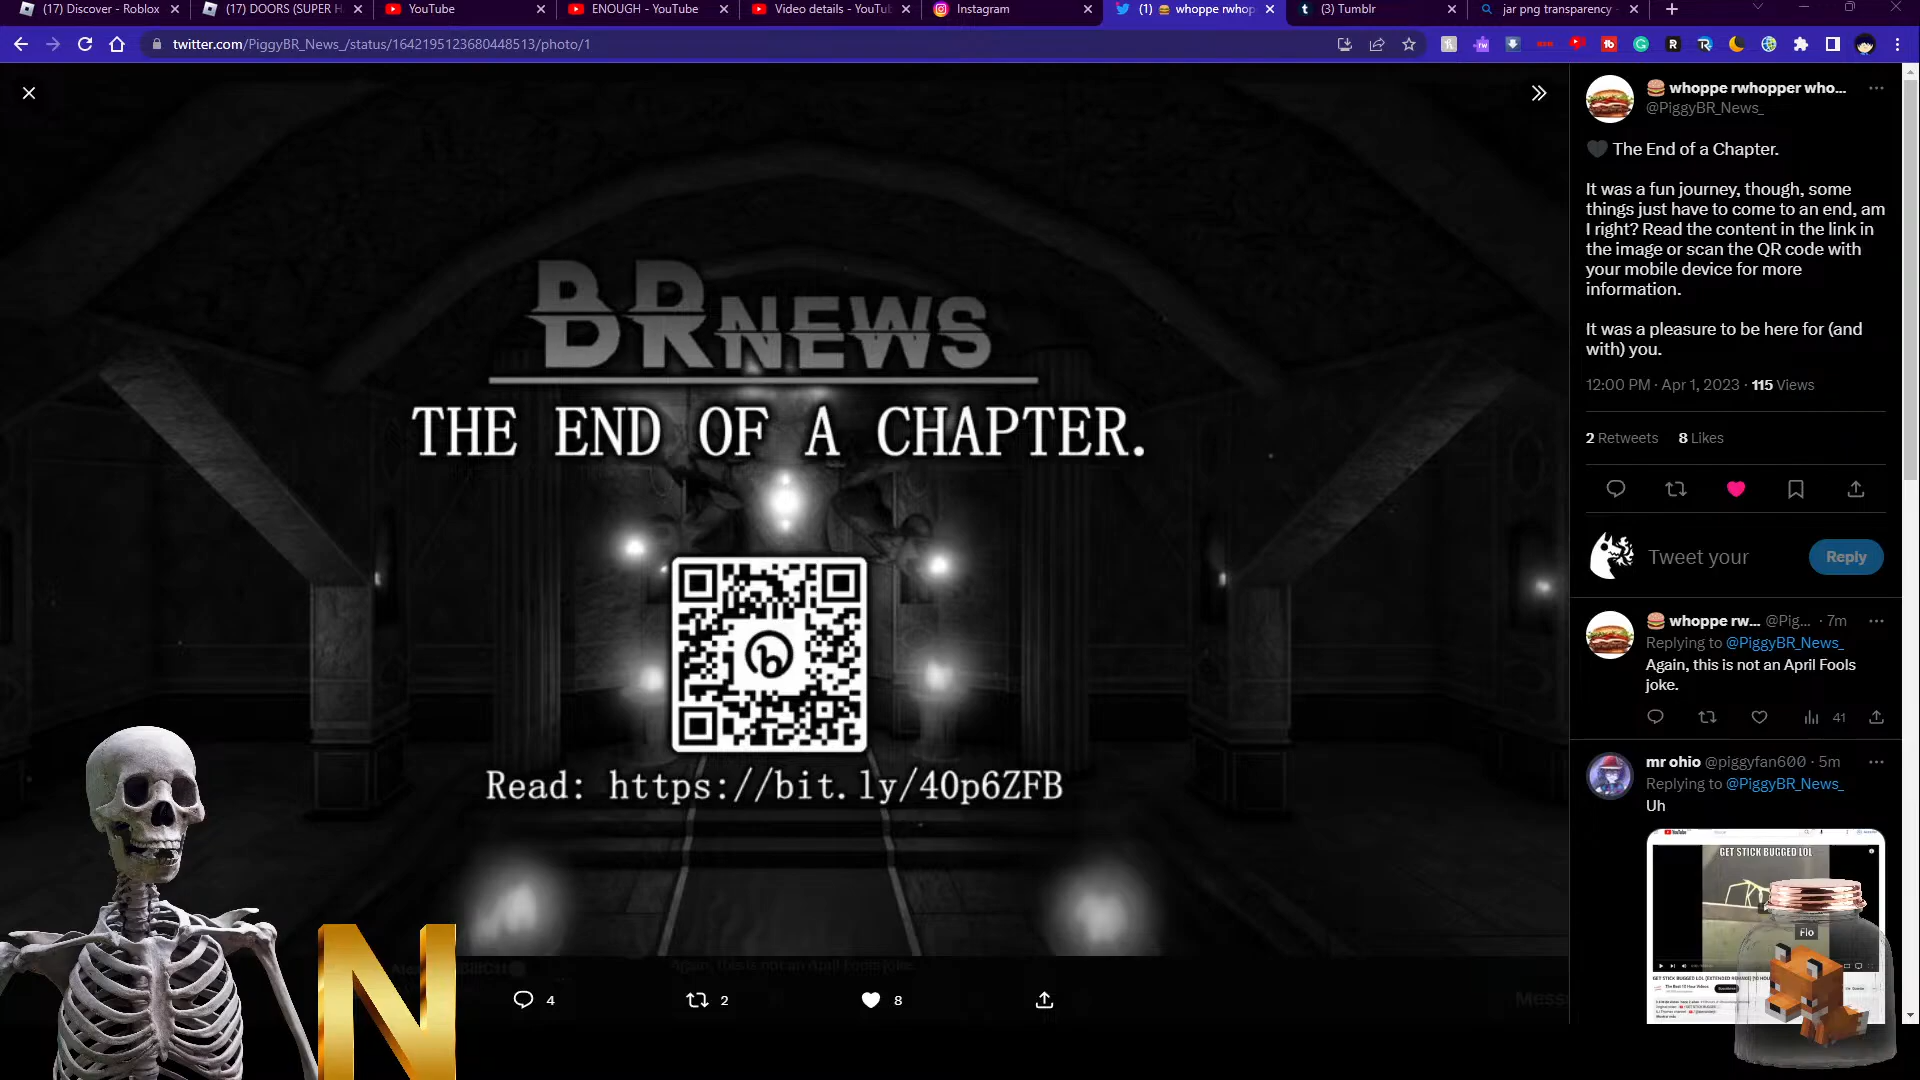 (17) Discover - Roblox
(17) DOORS (SUPER H
YouTube
ENOUGH - YouTube
Video details - YouTu
Instagram
(1) 🍔 whoppe rwhop
(3) Tumblr
jar png transparency
twitter.com/PiggyBR_News_/status/1642195123680448513/photo/1
BRNEWS
THE END OF A CHAPTER.
b
Read: https://bit.ly/40p6ZFB
4
2
8
N
🍔 whoppe rwhopper who...
@PiggyBR_News_
🖤 The End of a Chapter.
It was a fun journey, though, some
things just have to come to an end, am
I right? Read the content in the link in
the image or scan the QR code with
your mobile device for more
information.
It was a pleasure to be here for (and
with) you.
12:00 PM · Apr 1, 2023 · 115 Views
2 Retweets 8 Likes
Tweet your
Reply
🍔 whoppe rw... @Pig... · 7m
Replying to @PiggyBR_News_
Again, this is not an April Fools
joke.
41
mr ohio @piggyfan600 · 5m
Replying to @PiggyBR_News_
Uh
GET STICK BUGGED LOL
Flo